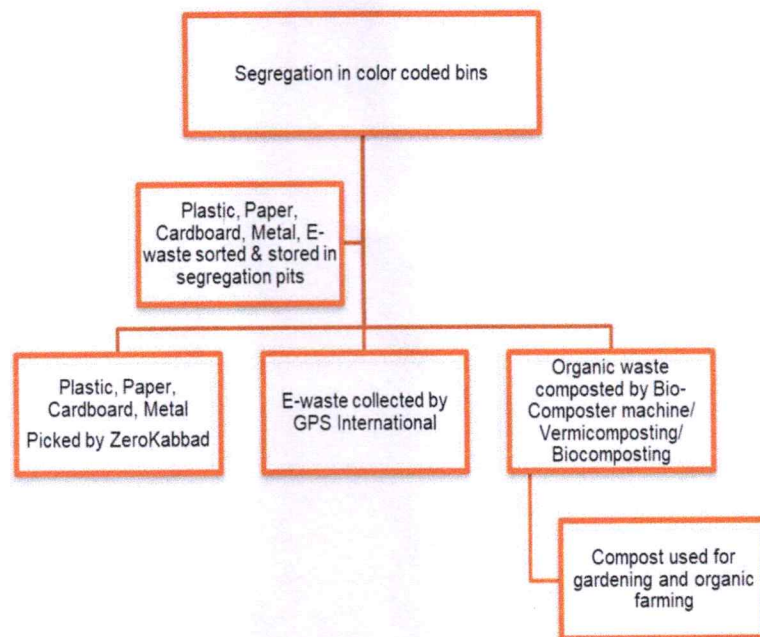 Segregation in color coded bins
Plastic, Paper,
Cardboard, Metal, E-
waste sorted & stored in
segregation pits
Plastic, Paper,
Cardboard, Metal
Picked by ZeroKabbad
E-waste collected by
GPS International
Organic waste
composted by Bio-
Composter machine/
Vermicomposting/
Biocomposting
Compost used for
gardening and organic
farming